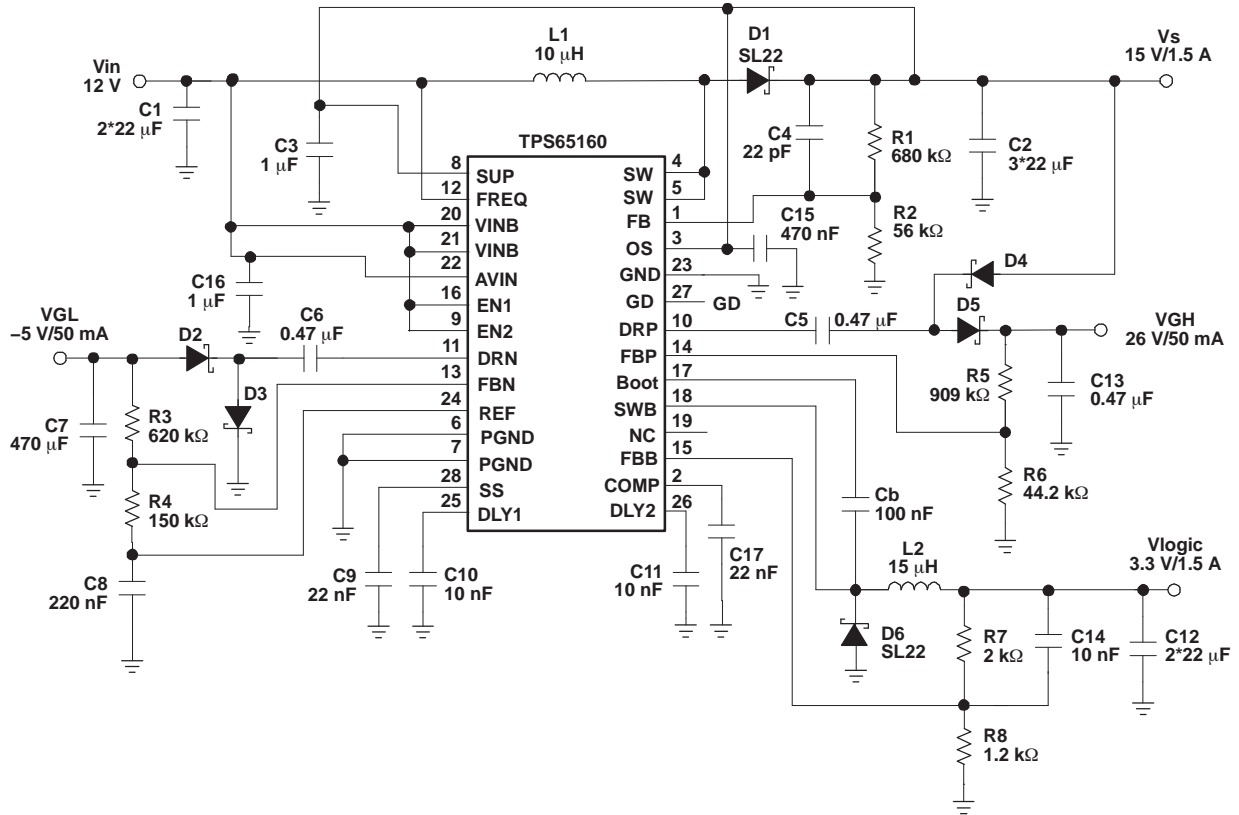 L1
10 μH
D1
SL22
Vs
15 V/1.5 A
Vin
12 V
C1
2*22 μF
C3
1 μF
TPS65160
C4
22 pF
R1
680 kΩ
C2
3*22 μF
8
SUP
12
FREQ
20
VINB
21
VINB
22
AVIN
16
EN1
9
EN2
11
DRN
13
FBN
24
REF
6
PGND
7
PGND
28
SS
25
DLY1
4
SW
5
SW
1
FB
3
OS
23
GND
27
GD
GD
10
DRP
14
FBP
17
Boot
18
SWB
19
NC
15
FBB
2
COMP
26
DLY2
C15
470 nF
R2
56 kΩ
D4
D5
C16
1 μF
VGL
–5 V/50 mA
D2
C6
0.47 μF
D3
C7
470 μF
R3
620 kΩ
R4
150 kΩ
C8
220 nF
C9
22 nF
C10
10 nF
C5
0.47 μF
VGH
26 V/50 mA
R5
909 kΩ
C13
0.47 μF
R6
44.2 kΩ
Cb
100 nF
C17
22 nF
C11
10 nF
L2
15 μH
Vlogic
3.3 V/1.5 A
D6
SL22
R7
2 kΩ
C14
10 nF
C12
2*22 μF
R8
1.2 kΩ